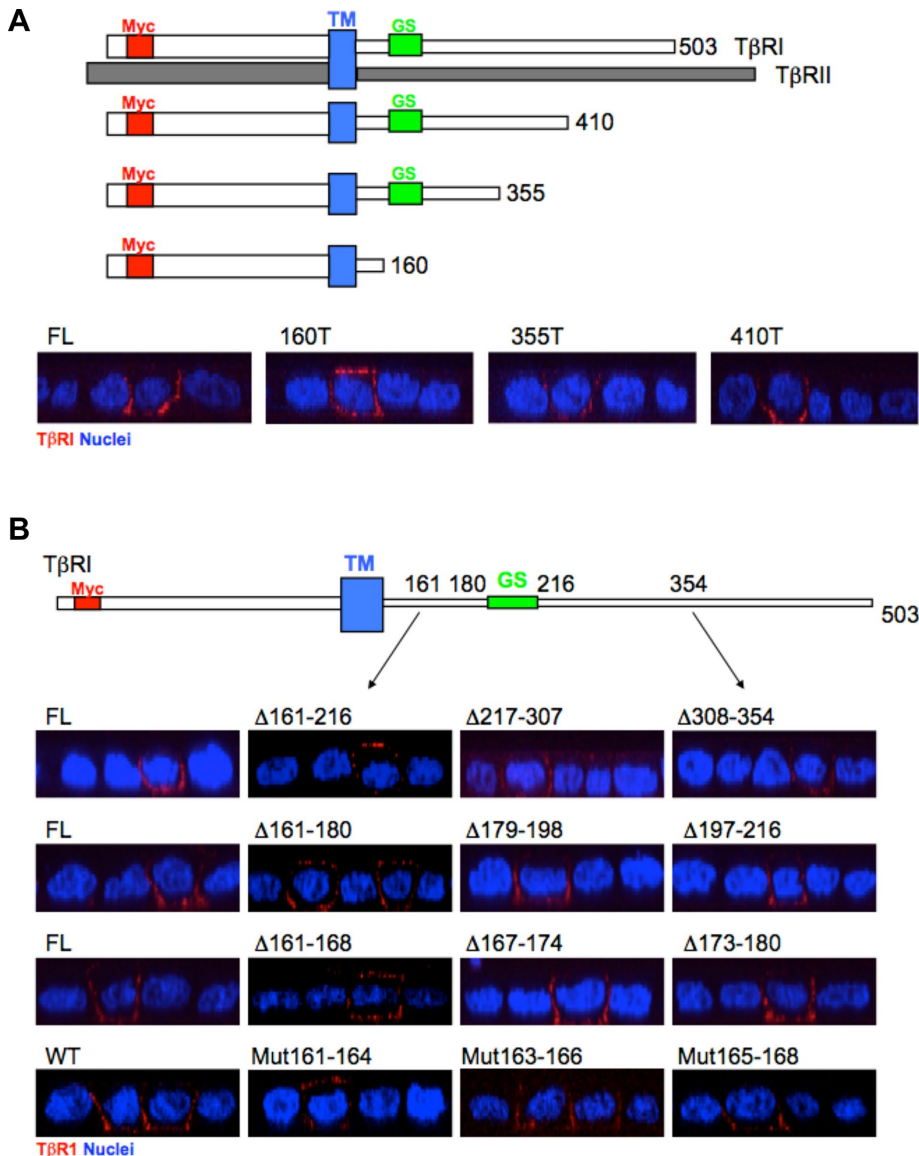 A
Myc TM GS 503 TβRI
TβRII
Myc GS 410
Myc GS 355
Myc 160
FL 160T 355T 410T
TβRI Nuclei
B
TβRI
Myc TM 161 180 GS 216 354 503
FL Δ161-216 Δ217-307 Δ308-354
FL Δ161-180 Δ179-198 Δ197-216
FL Δ161-168 Δ167-174 Δ173-180
WT Mut161-164 Mut163-166 Mut165-168
TβR1 Nuclei